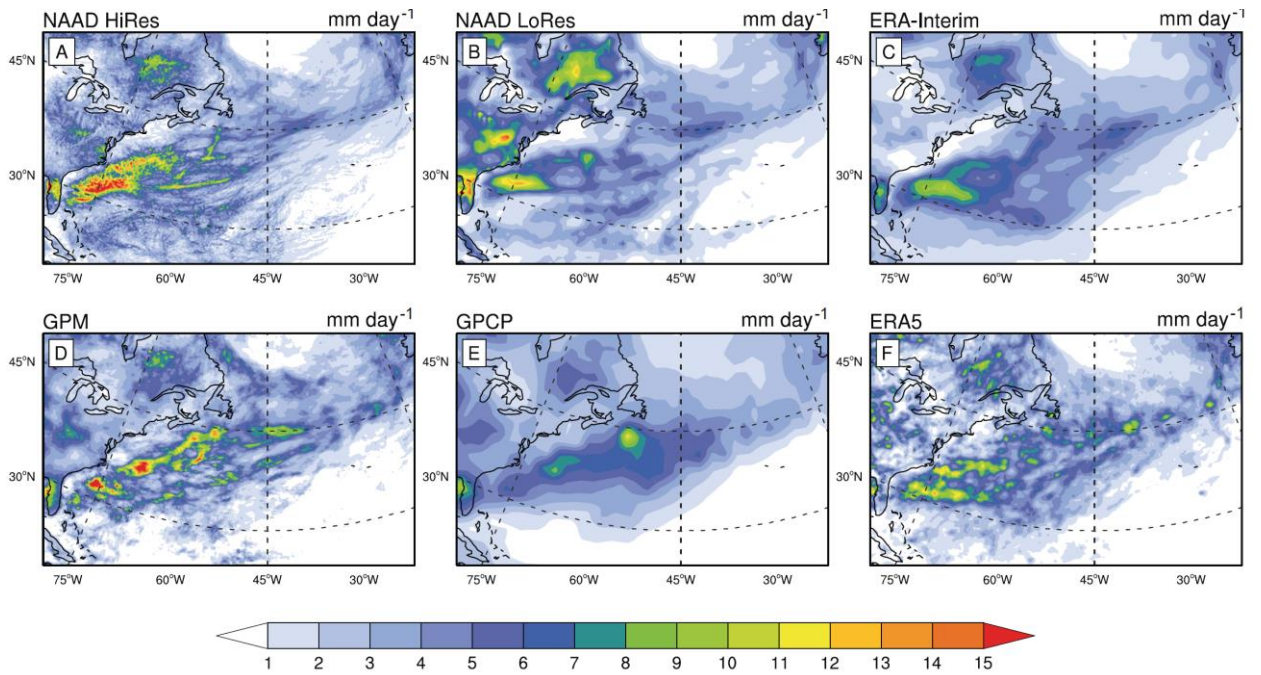 NAAD HiRes mm day-1 NAAD LoRes mm day-1 ERA-Interim mm day-1
A B C
45°N 45°N 45°N
30°N 30°N 30°N
75°W 60°W 45°W 30°W 75°W 60°W 45°W 30°W 75°W 60°W 45°W 30°W
GPM mm day-1 GPCP mm day-1 ERA5 mm day-1
D E F
45°N 45°N 45°N
30°N 30°N 30°N
75°W 60°W 45°W 30°W 75°W 60°W 45°W 30°W 75°W 60°W 45°W 30°W
1 2 3 4 5 6 7 8 9 10 11 12 13 14 15